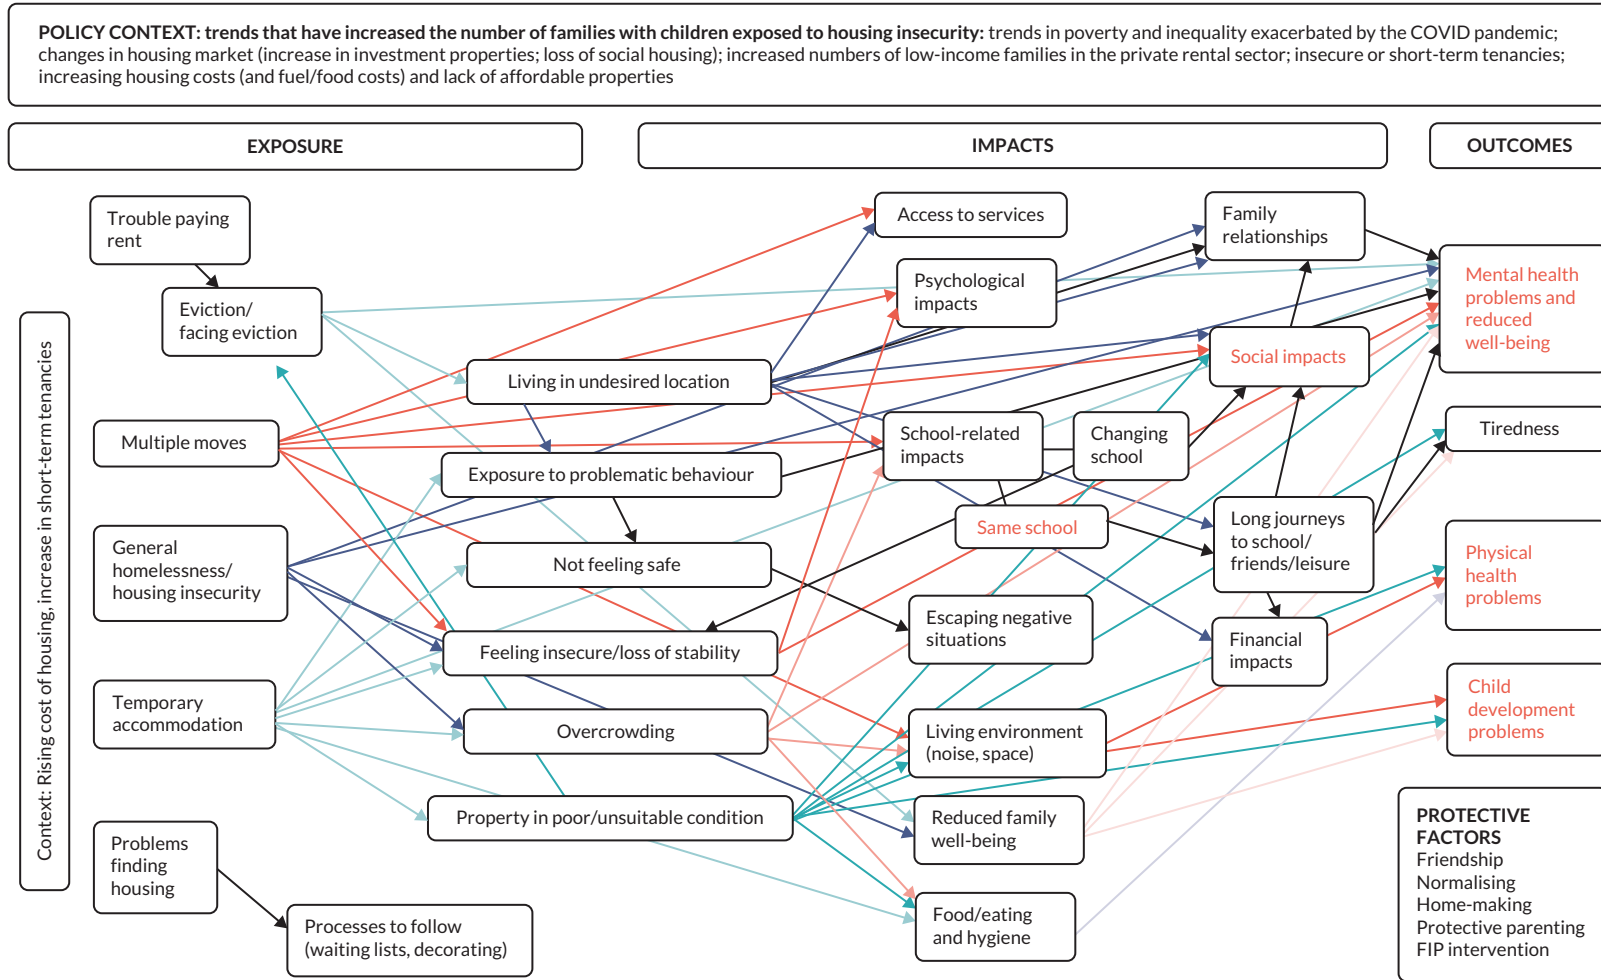 POLICY CONTEXT: trends that have increased the number of families with children exposed to housing insecurity: trends in poverty and inequality exacerbated by the COVID pandemic;
changes in housing market (increase in investment properties; loss of social housing); increased numbers of low-income families in the private rental sector; insecure or short-term tenancies;
increasing housing costs (and fuel/food costs) and lack of affordable properties
EXPOSURE
IMPACTS
OUTCOMES
Context: Rising cost of housing, increase in short-term tenancies
Trouble paying
rent
Eviction/
facing eviction
Multiple moves
General
homelessness/
housing insecurity
Temporary
accommodation
Problems
finding
housing
Processes to follow
(waiting lists, decorating)
Living in undesired location
Exposure to problematic behaviour
Not feeling safe
Feeling insecure/loss of stability
Overcrowding
Property in poor/unsuitable condition
Access to services
Psychological
impacts
School-related
impacts
Changing
school
Same school
Escaping negative
situations
Living environment
(noise, space)
Reduced family
well-being
Food/eating
and hygiene
Family
relationships
Social impacts
Long journeys
to school/
friends/leisure
Financial
impacts
Mental health
problems and
reduced
well-being
Tiredness
Physical
health
problems
Child
development
problems
PROTECTIVE
FACTORS
Friendship
Normalising
Home-making
Protective parenting
FIP intervention